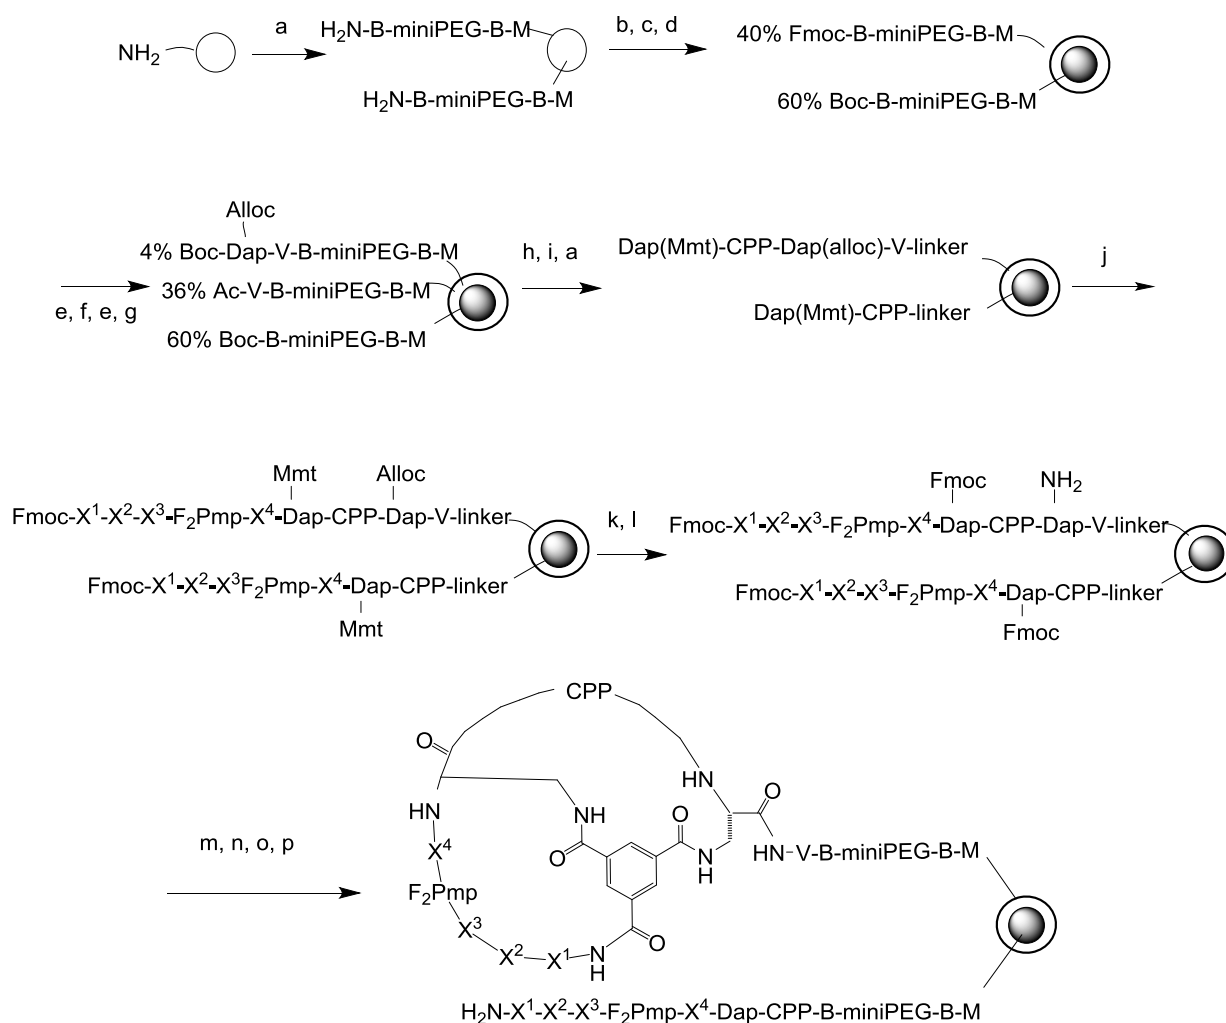 NH₂
a
H₂N-B-miniPEG-B-M
H₂N-B-miniPEG-B-M
b, c, d
40% Fmoc-B-miniPEG-B-M
60% Boc-B-miniPEG-B-M
e, f, e, g
Alloc
4% Boc-Dap-V-B-miniPEG-B-M
36% Ac-V-B-miniPEG-B-M
60% Boc-B-miniPEG-B-M
h, i, a
Dap(Mmt)-CPP-Dap(alloc)-V-linker
Dap(Mmt)-CPP-linker
j
Mmt Alloc
Fmoc-X¹-X²-X³-F₂Pmp-X⁴-Dap-CPP-Dap-V-linker
Fmoc-X¹-X²-X³F₂Pmp-X⁴-Dap-CPP-linker
Mmt
k, l
Fmoc NH₂
Fmoc-X¹-X²-X³-F₂Pmp-X⁴-Dap-CPP-Dap-V-linker
Fmoc-X¹-X²-X³-F₂Pmp-X⁴-Dap-CPP-linker
Fmoc
m, n, o, p
CPP
O
HN
O
HN
NH
O
X⁴
O
N
H
HN-V-B-miniPEG-B-M
F₂Pmp
X³
X²
X¹
N
H
O
H₂N-X¹-X²-X³-F₂Pmp-X⁴-Dap-CPP-B-miniPEG-B-M